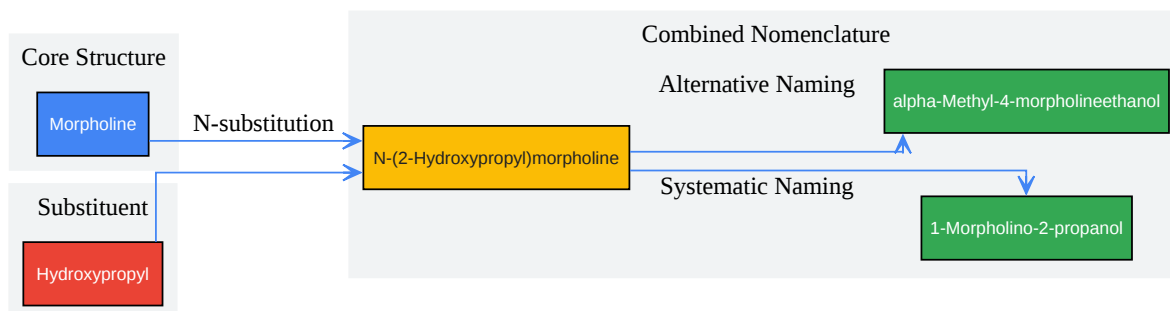 Core Structure
Morpholine
N-substitution
Substituent
Hydroxypropyl
Combined Nomenclature
N-(2-Hydroxypropyl)morpholine
Alternative Naming
alpha-Methyl-4-morpholineethanol
Systematic Naming
1-Morpholino-2-propanol